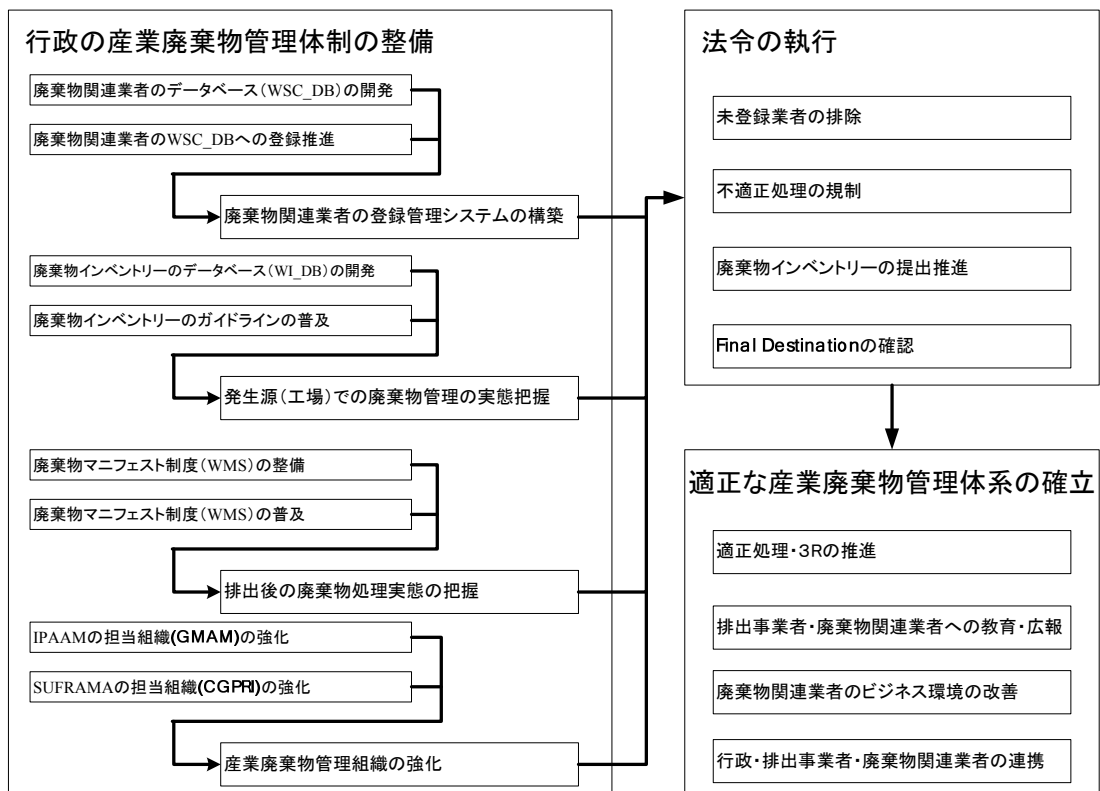 行政の産業廃棄物管理体制の整備
廃棄物関連業者のデータベース(WSC_DB)の開発
廃棄物関連業者のWSC_DBへの登録推進
廃棄物関連業者の登録管理システムの構築
廃棄物インベントリーのデータベース(WI_DB)の開発
廃棄物インベントリーのガイドラインの普及
発生源(工場)での廃棄物管理の実態把握
廃棄物マニフェスト制度(WMS)の整備
廃棄物マニフェスト制度(WMS)の普及
排出後の廃棄物処理実態の把握
IPAAMの担当組織(GMAM)の強化
SUFRAMAの担当組織(CGPRI)の強化
産業廃棄物管理組織の強化
法令の執行
未登録業者の排除
不適正処理の規制
廃棄物インベントリーの提出推進
Final Destinationの確認
適正な産業廃棄物管理体系の確立
適正処理・3Rの推進
排出事業者・廃棄物関連業者への教育・広報
廃棄物関連業者のビジネス環境の改善
行政・排出事業者・廃棄物関連業者の連携